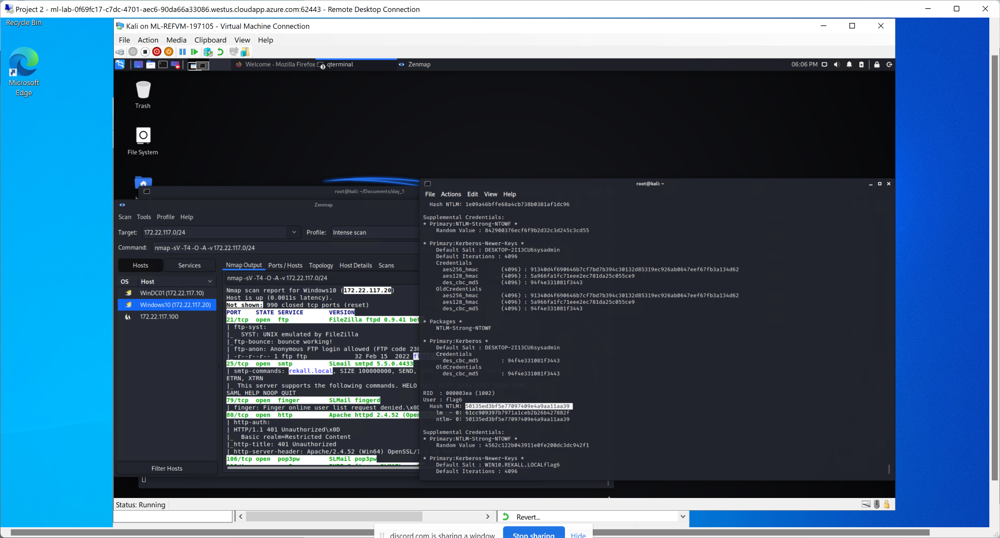 Project 2 - ml-lab-0f69fc17-c7dc-4701-aec6-90da66a33086.westus.cloudapp.azure.com:62443 - Remote Desktop Connection
Recycle Bin
Microsoft
Edge
Kali on ML-REFVM-197105 - Virtual Machine Connection
File Action Media Clipboard View Help
Welcome - Mozilla Firefox
3
qterminal
Zenmap
06:06 PM
Trash
File System
root@kali: ~/Documents/day_1
Zenmap
Scan Tools Profile Help
Target: 172.22.117.0/24 Profile: Intense scan
Command: nmap -sV -T4 -O -A -v 172.22.117.0/24
Hosts Services
OS Host
WinDC01 (172.22.117.10)
Windows10 (172.22.117.20)
172.22.117.100
Filter Hosts
Nmap Output Ports / Hosts Topology Host Details Scans
nmap -sV -T4 -O -A -v 172.22.117.0/24
Nmap scan report for Windows10 (172.22.117.20)
Host is up (0.0011s latency).
Not shown: 990 closed tcp ports (reset)
PORT STATE SERVICE VERSION
21/tcp open ftp FileZilla ftpd 0.9.41 bet
| ftp-syst:
|_ SYST: UNIX emulated by FileZilla
|_ftp-bounce: bounce working!
| ftp-anon: Anonymous FTP login allowed (FTP code 230
| -r--r--r-- 1 ftp ftp 32 Feb 15 2022 f
25/tcp open smtp SLmail smtpd 5.5.0.4433
| smtp-commands: rekall.local, SIZE 100000000, SEND,
ETRN, XTRN
|_ This server supports the following commands. HELO
SAML HELP NOOP QUIT
79/tcp open finger SLMail fingerd
|_finger: Finger online user list request denied.\x0D
80/tcp open http Apache httpd 2.4.52 (Open
| http-auth:
| HTTP/1.1 401 Unauthorized\x0D
|_ Basic realm=Restricted Content
|_http-title: 401 Unauthorized
|_http-server-header: Apache/2.4.52 (Win64) OpenSSL/1
106/tcp open pop3pw SLMail pop3pw
root@kali: ~
File Actions Edit View Help
Hash NTLM: 1e09a46bffe68a4cb738b0381af1dc96
Supplemental Credentials:
* Primary:NTLM-Strong-NTOWF *
Random Value : 842900376ecf6f9b2d32c3d245c3cd55
* Primary:Kerberos-Newer-Keys *
Default Salt : DESKTOP-2I13CU6sysadmin
Default Iterations : 4096
Credentials
aes256_hmac (4096) : 91340d4f690646b7cf7bd7b394c30132d85319ec926ab0647eef67fb3a134d62
aes128_hmac (4096) : 5a966fa1fc71eee2ec781da25c055ce9
des_cbc_md5 (4096) : 94f4e331081f3443
OldCredentials
aes256_hmac (4096) : 91340d4f690646b7cf7bd7b394c30132d85319ec926ab0647eef67fb3a134d62
aes128_hmac (4096) : 5a966fa1fc71eee2ec781da25c055ce9
des_cbc_md5 (4096) : 94f4e331081f3443
* Packages *
NTLM-Strong-NTOWF
* Primary:Kerberos *
Default Salt : DESKTOP-2I13CU6sysadmin
Credentials
des_cbc_md5 : 94f4e331081f3443
OldCredentials
des_cbc_md5 : 94f4e331081f3443
RID : 000003ea (1002)
User : flag6
Hash NTLM: 50135ed3bf5e77097409e4a9aa11aa39
lm - 0: 61cc909397b7971a1ceb2b26b427882f
ntlm- 0: 50135ed3bf5e77097409e4a9aa11aa39
Supplemental Credentials:
* Primary:NTLM-Strong-NTOWF *
Random Value : 4562c122b043911e0fe200dc3dc942f1
* Primary:Kerberos-Newer-Keys *
Default Salt : WIN10.REKALL.LOCALflag6
Default Iterations : 4096
Status: Running
Revert...
discord.com is sharing a window.
Stop sharing
Hide